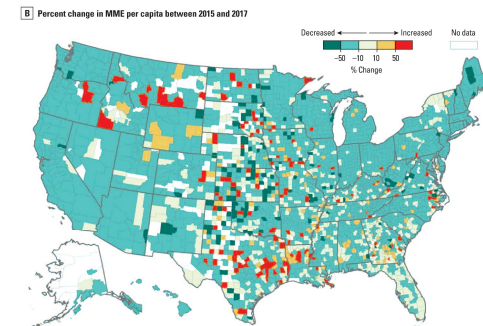 B Percent change in MME per capita between 2015 and 2017
Decreased Increased No data
−50 −10 10 50
% Change